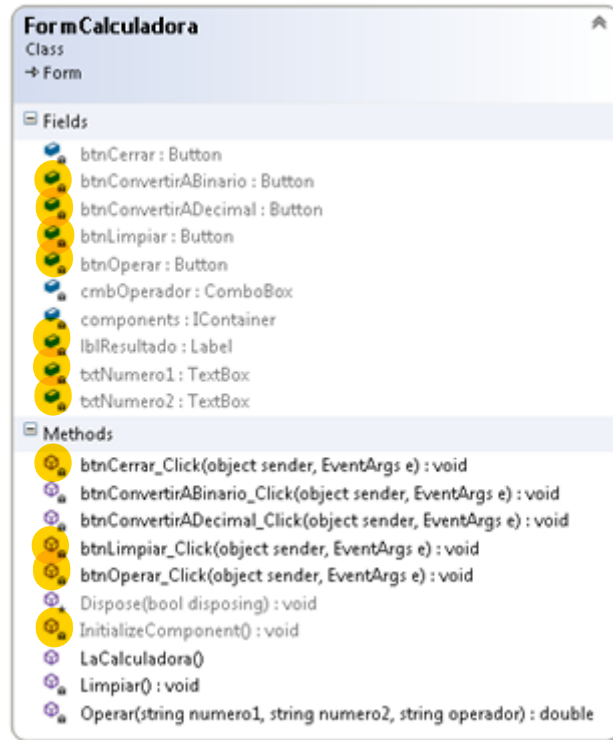 FormCalculadora
Class
Form
Fields
btnCerrar : Button
btnConvertirABinario : Button
btnConvertirADecimal : Button
btnLimpiar : Button
btnOperar : Button
cmbOperador : ComboBox
components : IContainer
lblResultado : Label
txtNumero1 : TextBox
txtNumero2 : TextBox
Methods
btnCerrar_Click(object sender, EventArgs e) : void
btnConvertirABinario_Click(object sender, EventArgs e) : void
btnConvertirADecimal_Click(object sender, EventArgs e) : void
btnLimpiar_Click(object sender, EventArgs e) : void
btnOperar_Click(object sender, EventArgs e) : void
Dispose(bool disposing) : void
InitializeComponent() : void
LaCalculadora()
Limpiar() : void
Operar(string numero1, string numero2, string operador) : double